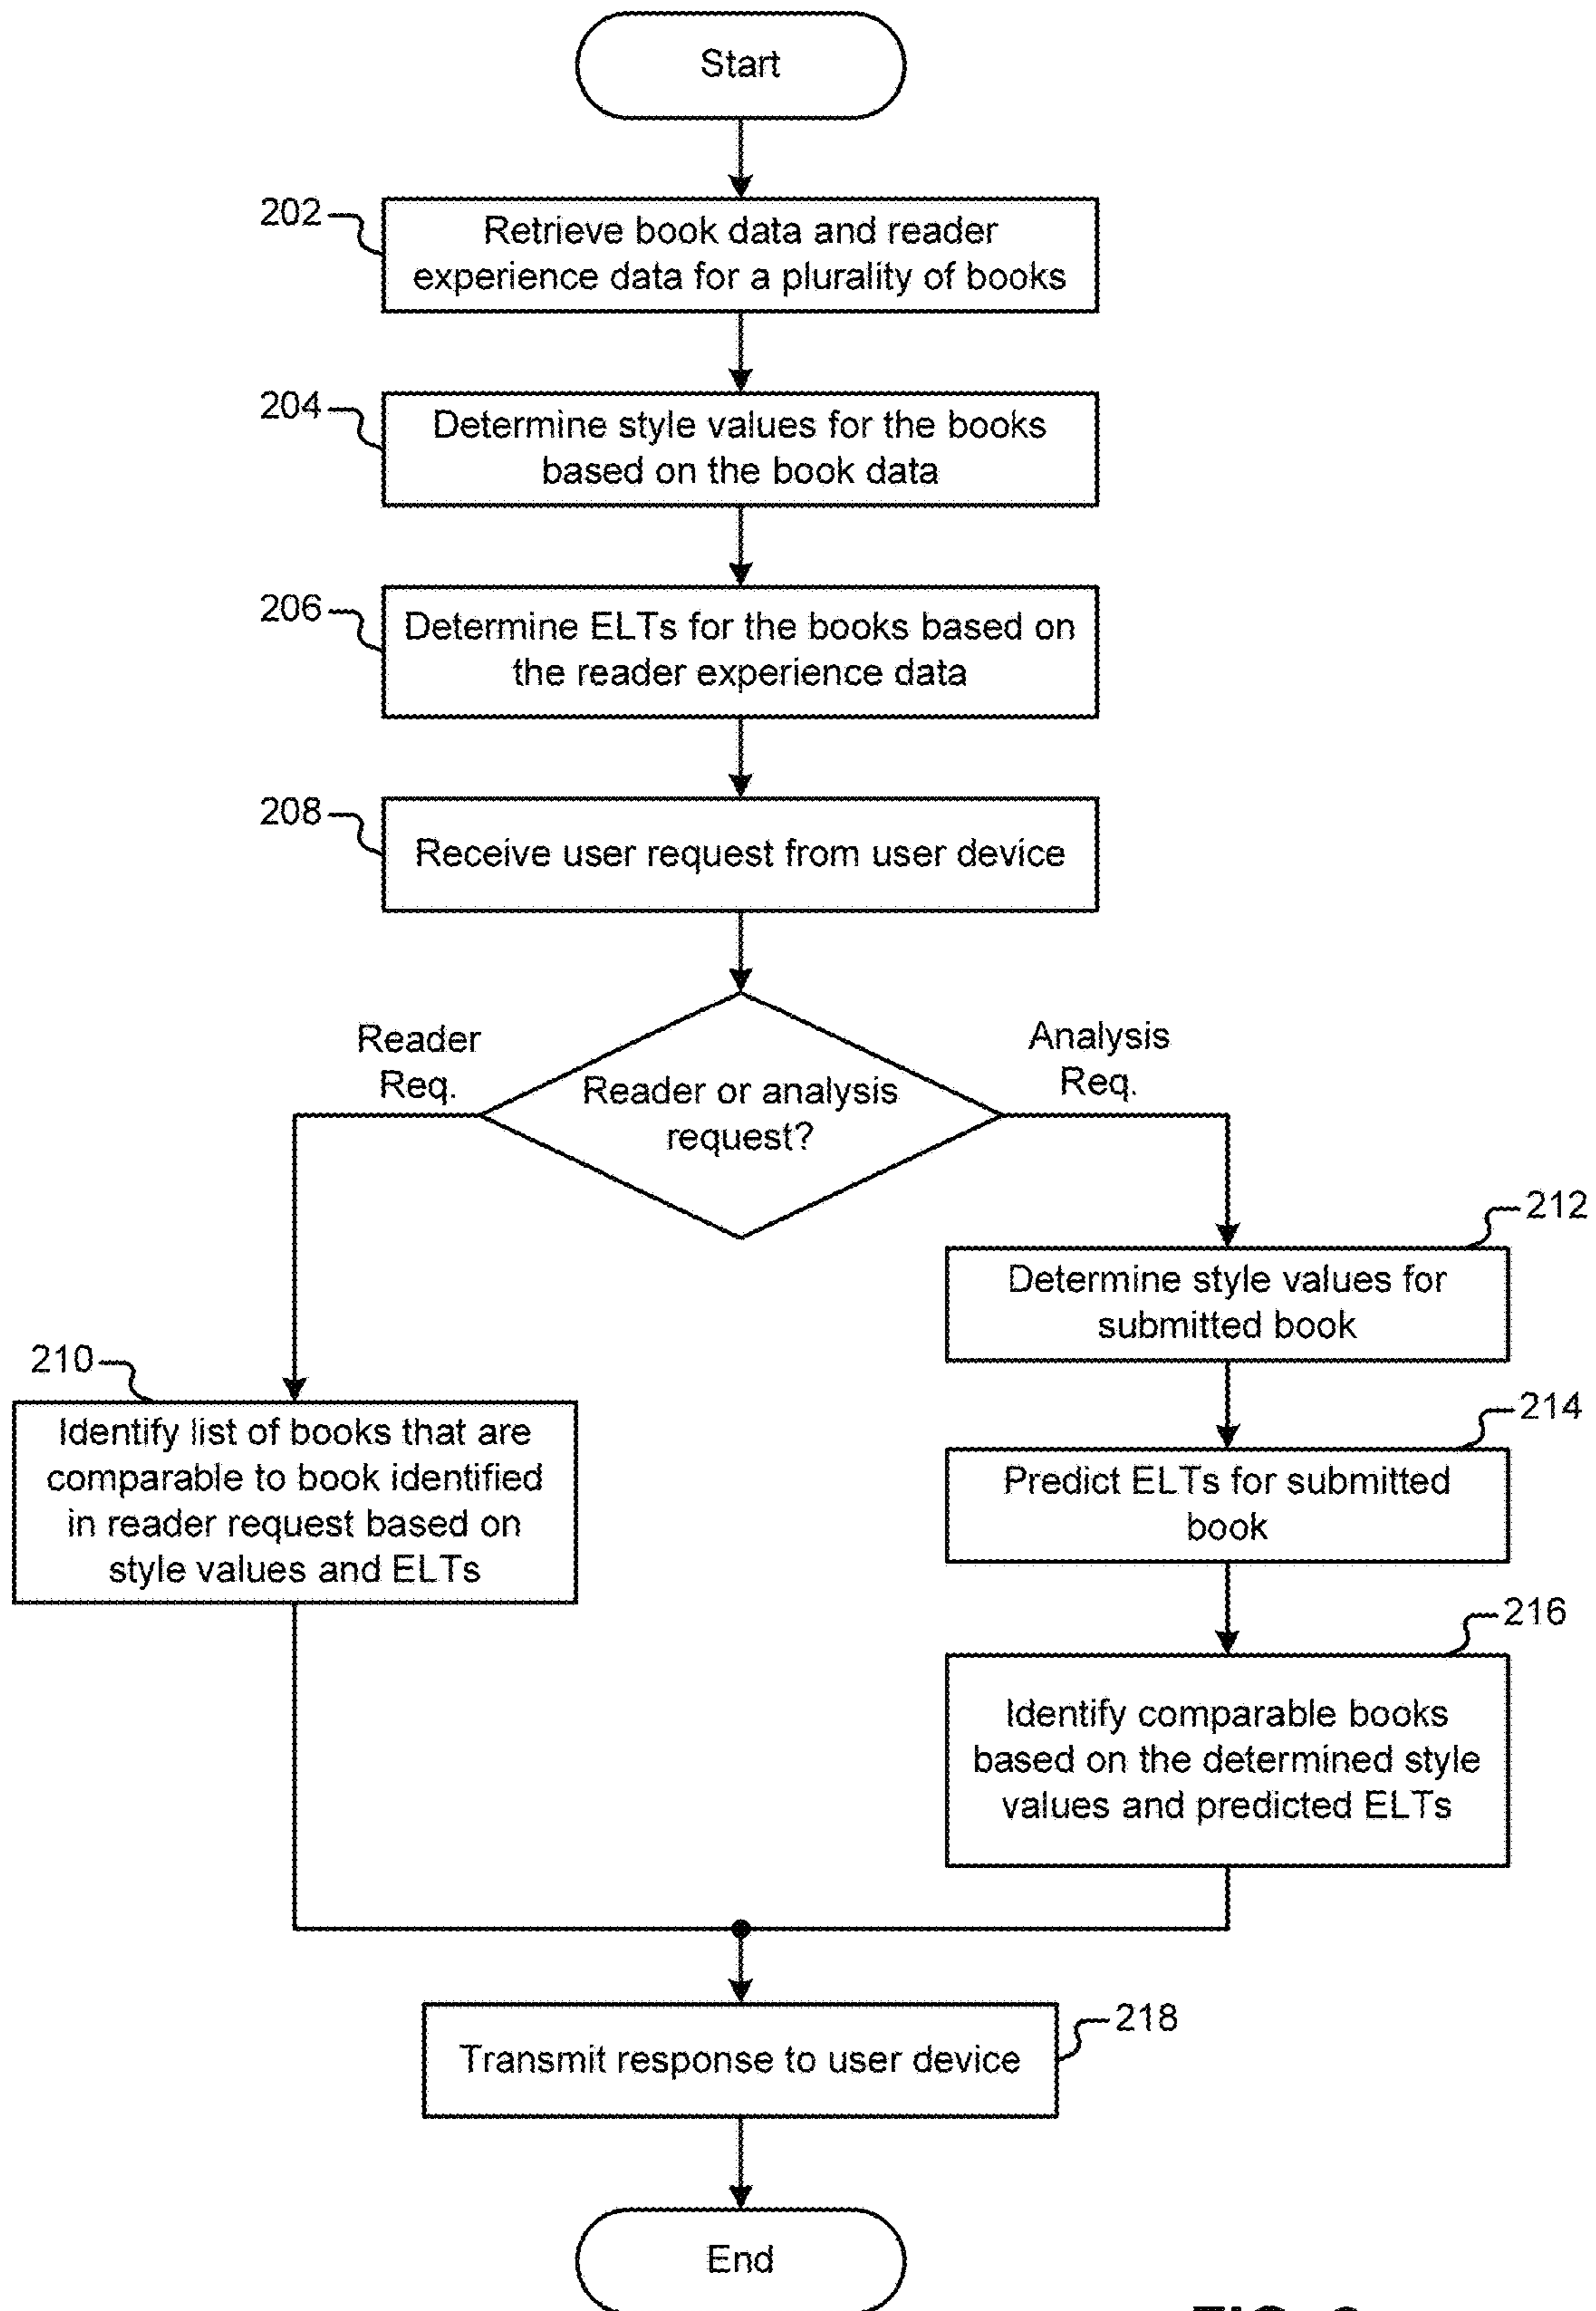 Start
202
Retrieve book data and reader
experience data for a plurality of books
204
Determine style values for the books
based on the book data
206
Determine ELTs for the books based on
the reader experience data
208
Receive user request from user device
Reader
Req.
Reader or analysis
request?
Analysis
Req.
212
Determine style values for
submitted book
210
Identify list of books that are
comparable to book identified
in reader request based on
style values and ELTs
214
Predict ELTs for submitted
book
216
Identify comparable books
based on the determined style
values and predicted ELTs
218
Transmit response to user device
End